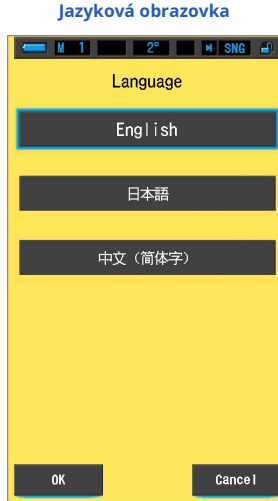 Jazyková obrazovka
M 1 2° SNG
Language
English
日本語
中文（简体字）
OK Cancel